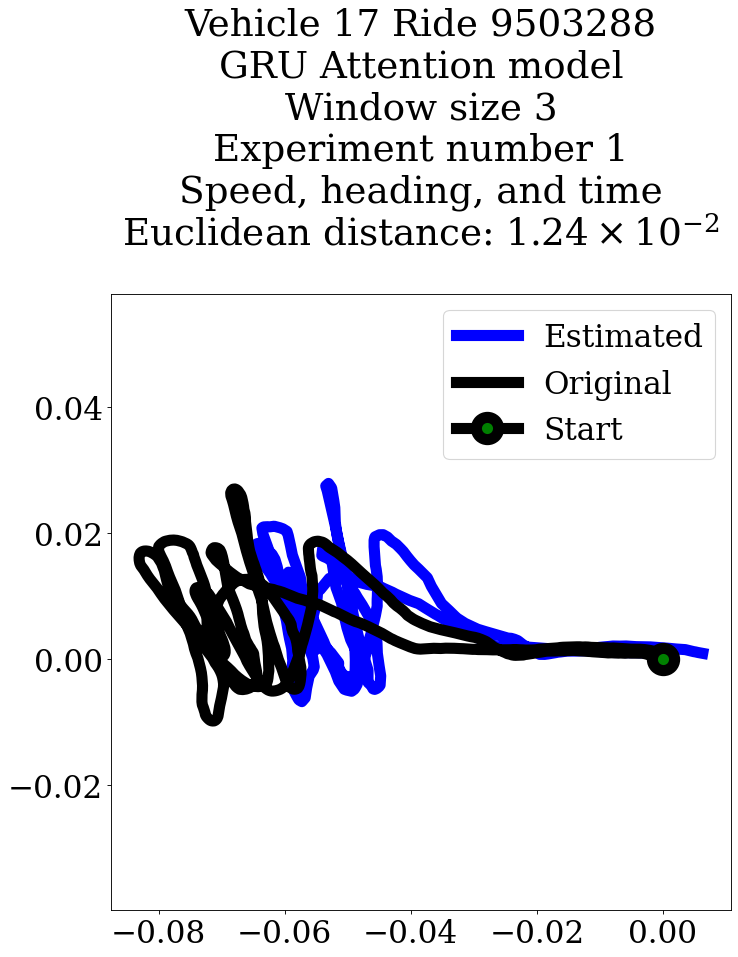 Vehicle 17 Ride 9503288
GRU Attention model
Window size 3
Experiment number 1
Speed, heading, and time
Euclidean distance: 1.24 × 10⁻²
Estimated
Original
Start
0.04
0.02
0.00
−0.02
−0.08 −0.06 −0.04 −0.02 0.00